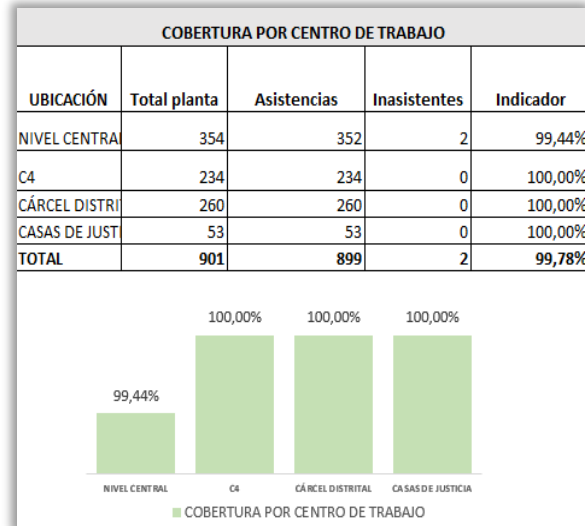 COBERTURA POR CENTRO DE TRABAJO
UBICACIÓN Total planta Asistencias Inasistentes Indicador
NIVEL CENTRAL 354 352 2 99,44%
C4 234 234 0 100,00%
CÁRCEL DISTRI 260 260 0 100,00%
CASAS DE JUSTI 53 53 0 100,00%
TOTAL 901 899 2 99,78%
100,00% 100,00% 100,00%
99,44%
NIVEL CENTRAL C4 CÁRCEL DISTRITAL CASAS DE JUSTICIA
COBERTURA POR CENTRO DE TRABAJO